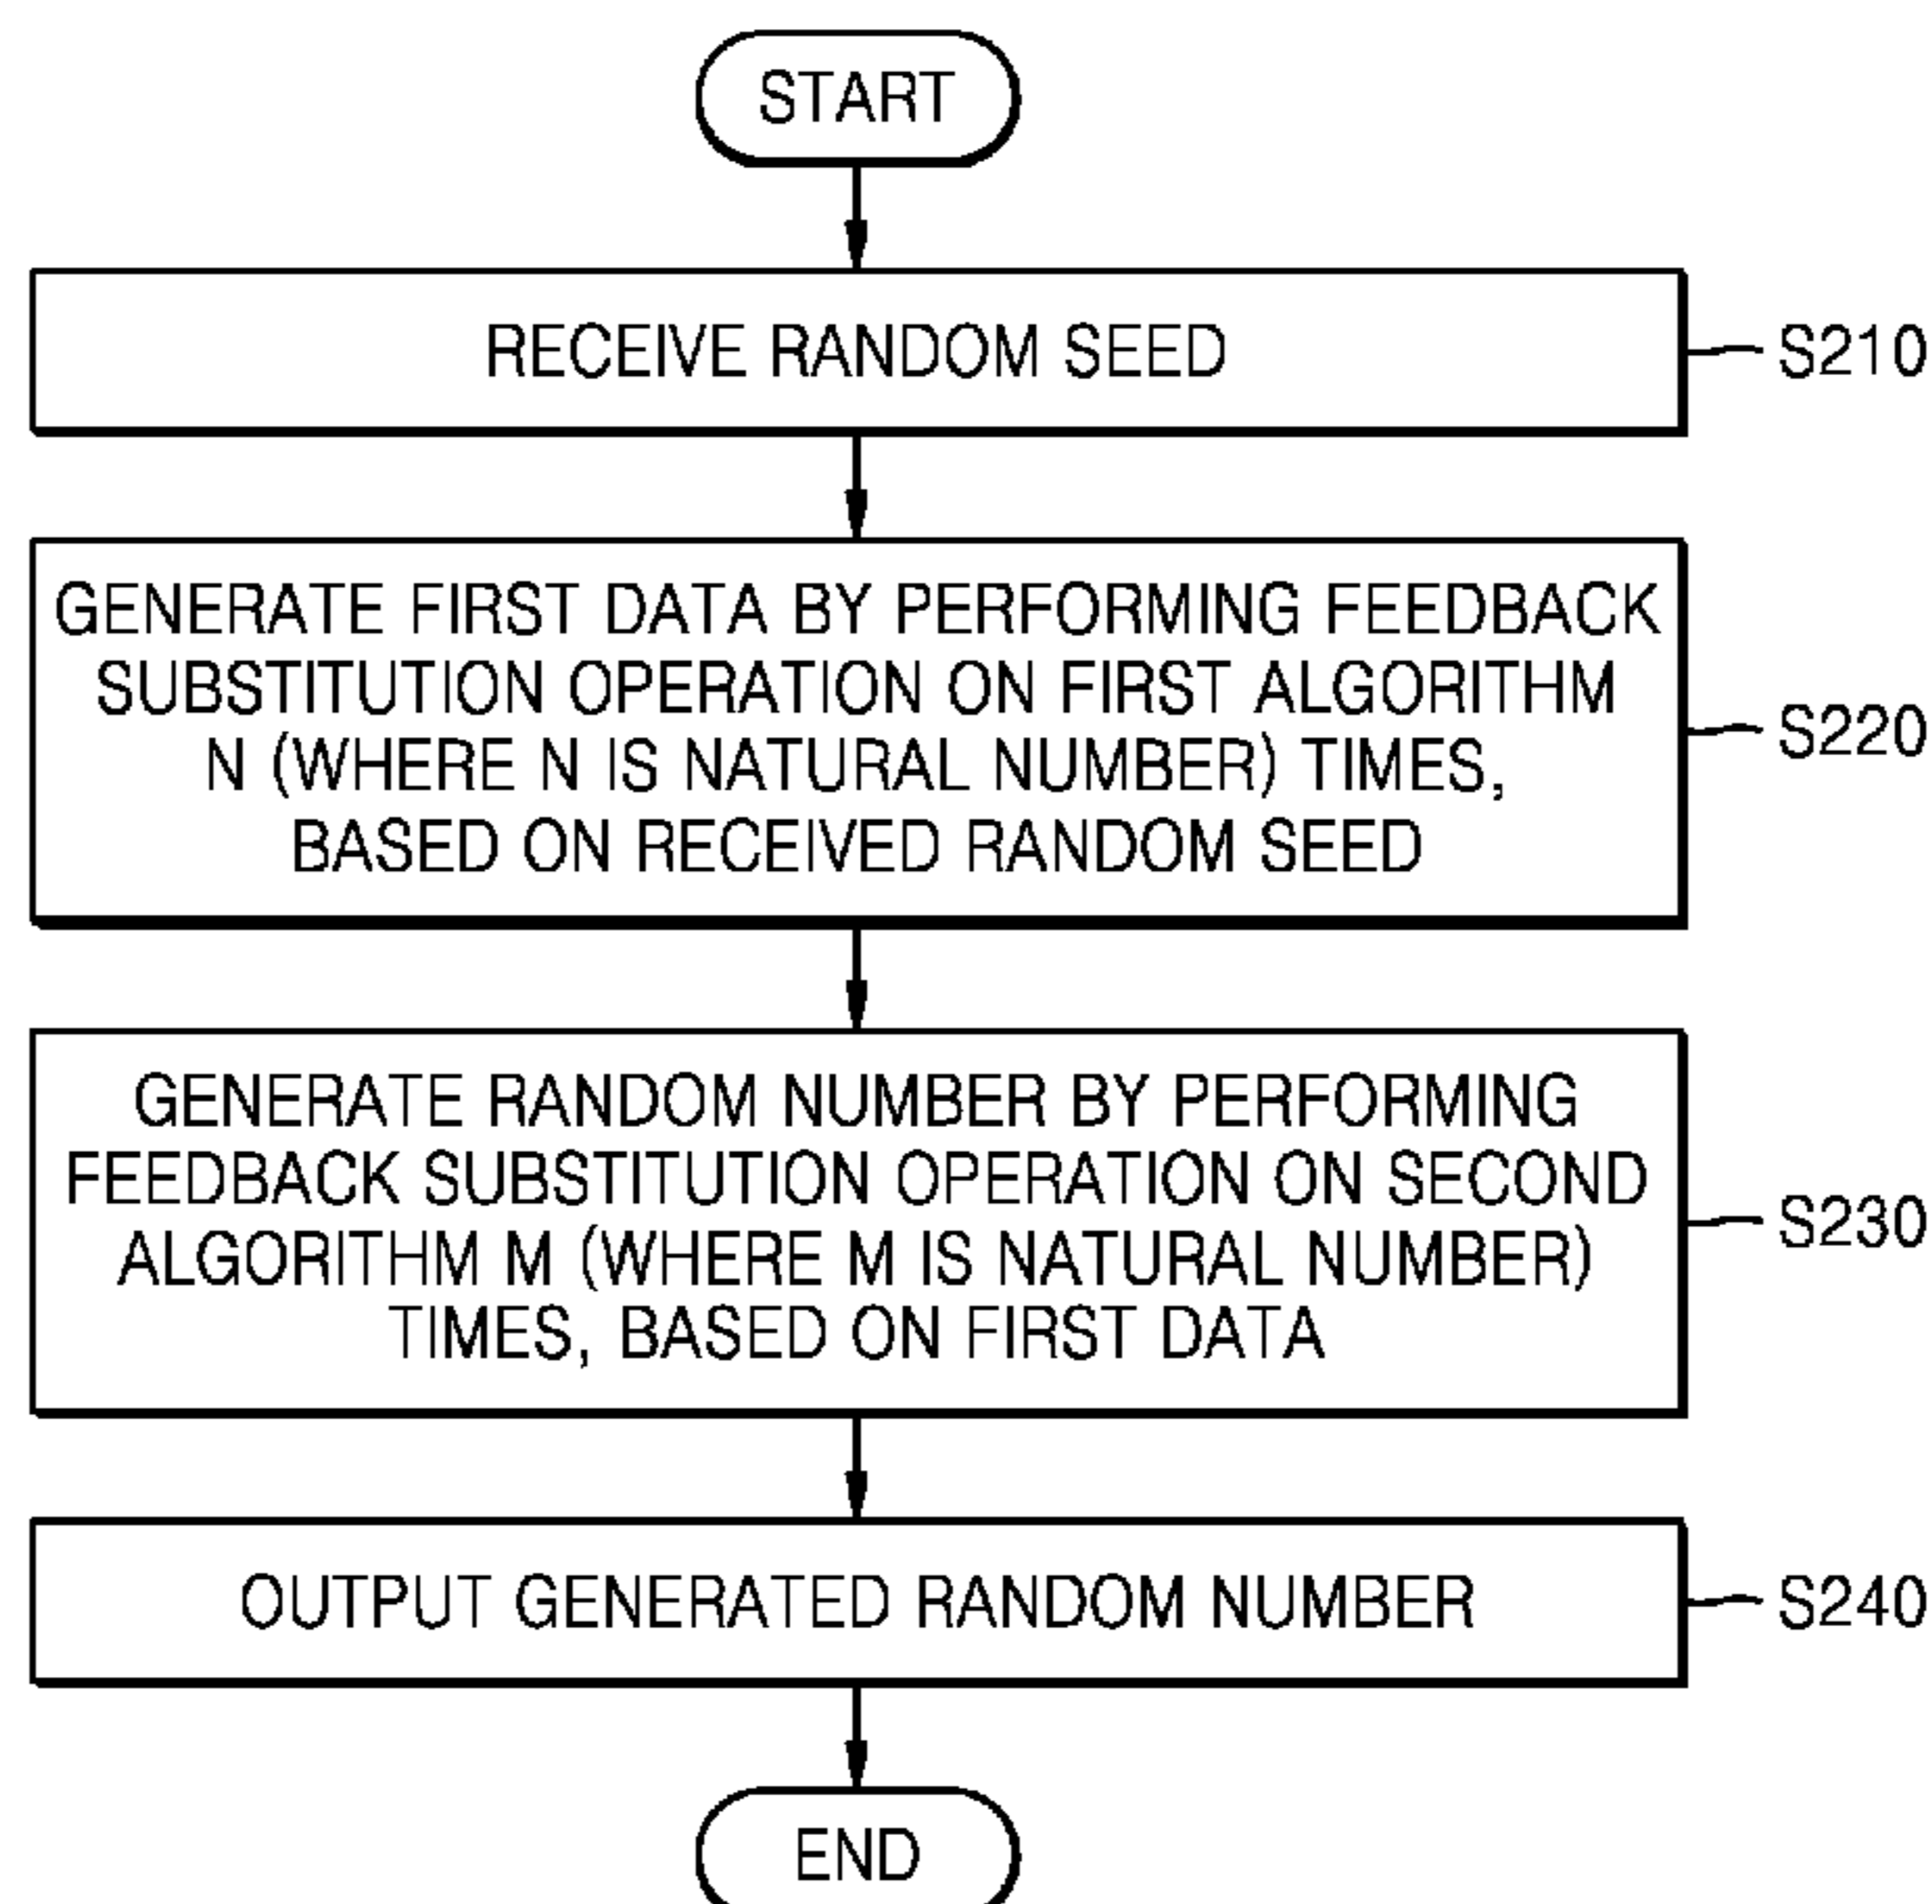 START
RECEIVE RANDOM SEED
S210
GENERATE FIRST DATA BY PERFORMING FEEDBACK
SUBSTITUTION OPERATION ON FIRST ALGORITHM
N (WHERE N IS NATURAL NUMBER) TIMES,
BASED ON RECEIVED RANDOM SEED
S220
GENERATE RANDOM NUMBER BY PERFORMING
FEEDBACK SUBSTITUTION OPERATION ON SECOND
ALGORITHM M (WHERE M IS NATURAL NUMBER)
TIMES, BASED ON FIRST DATA
S230
OUTPUT GENERATED RANDOM NUMBER
S240
END